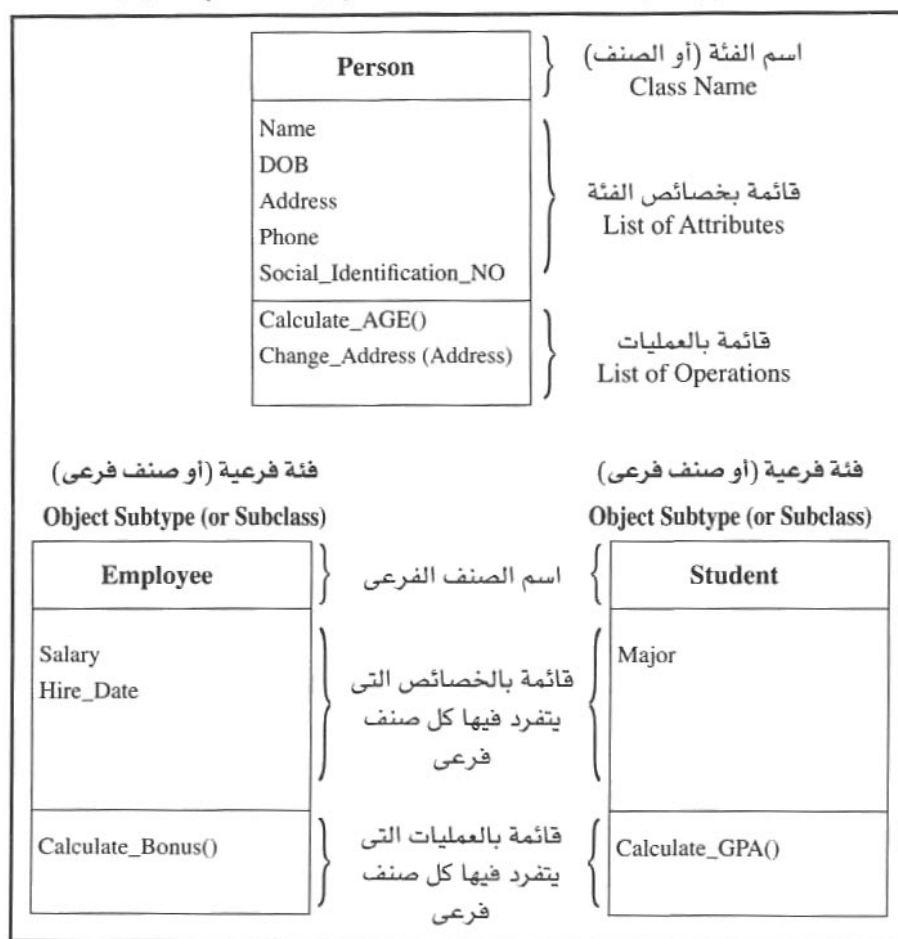 Person
اسم الفئة (أو الصنف)
Class Name
Name
DOB
Address
Phone
Social_Identification_NO
قائمة بخصائص الفئة
List of Attributes
Calculate_AGE()
Change_Address (Address)
قائمة بالعمليات
List of Operations
فئة فرعية (أو صنف فرعى)
Object Subtype (or Subclass)
فئة فرعية (أو صنف فرعى)
Object Subtype (or Subclass)
Employee
اسم الصنف الفرعى
Student
Salary
Hire_Date
قائمة بالخصائص التى
يتفرد فيها كل صنف
فرعى
Major
Calculate_Bonus()
قائمة بالعمليات التى
يتفرد فيها كل صنف
فرعى
Calculate_GPA()